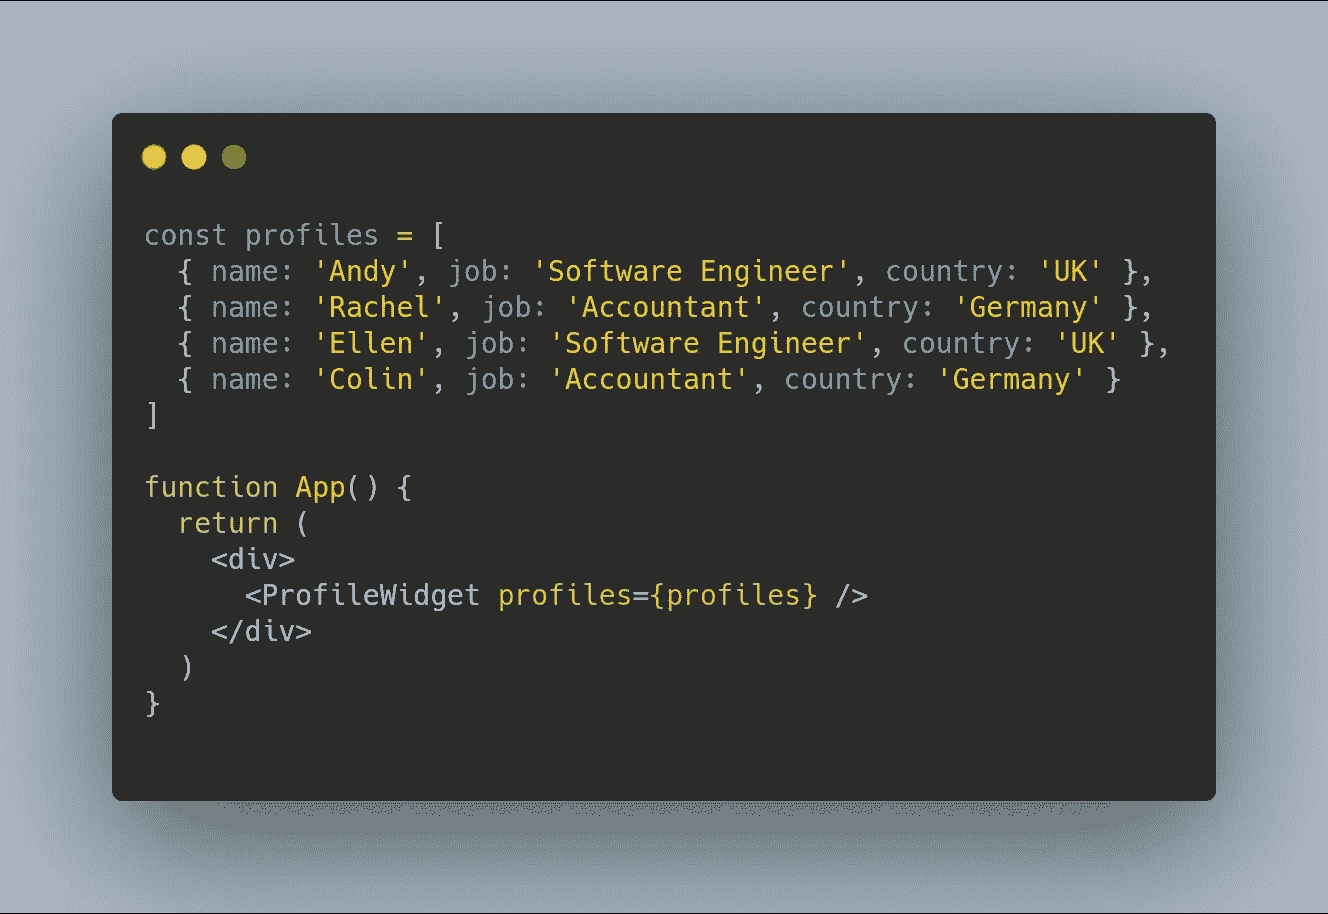 const profiles = [
  { name: 'Andy', job: 'Software Engineer', country: 'UK' },
  { name: 'Rachel', job: 'Accountant', country: 'Germany' },
  { name: 'Ellen', job: 'Software Engineer', country: 'UK' },
  { name: 'Colin', job: 'Accountant', country: 'Germany' }
]
function App() {
  return (
    <div>
      <ProfileWidget profiles={profiles} />
    </div>
  )
}